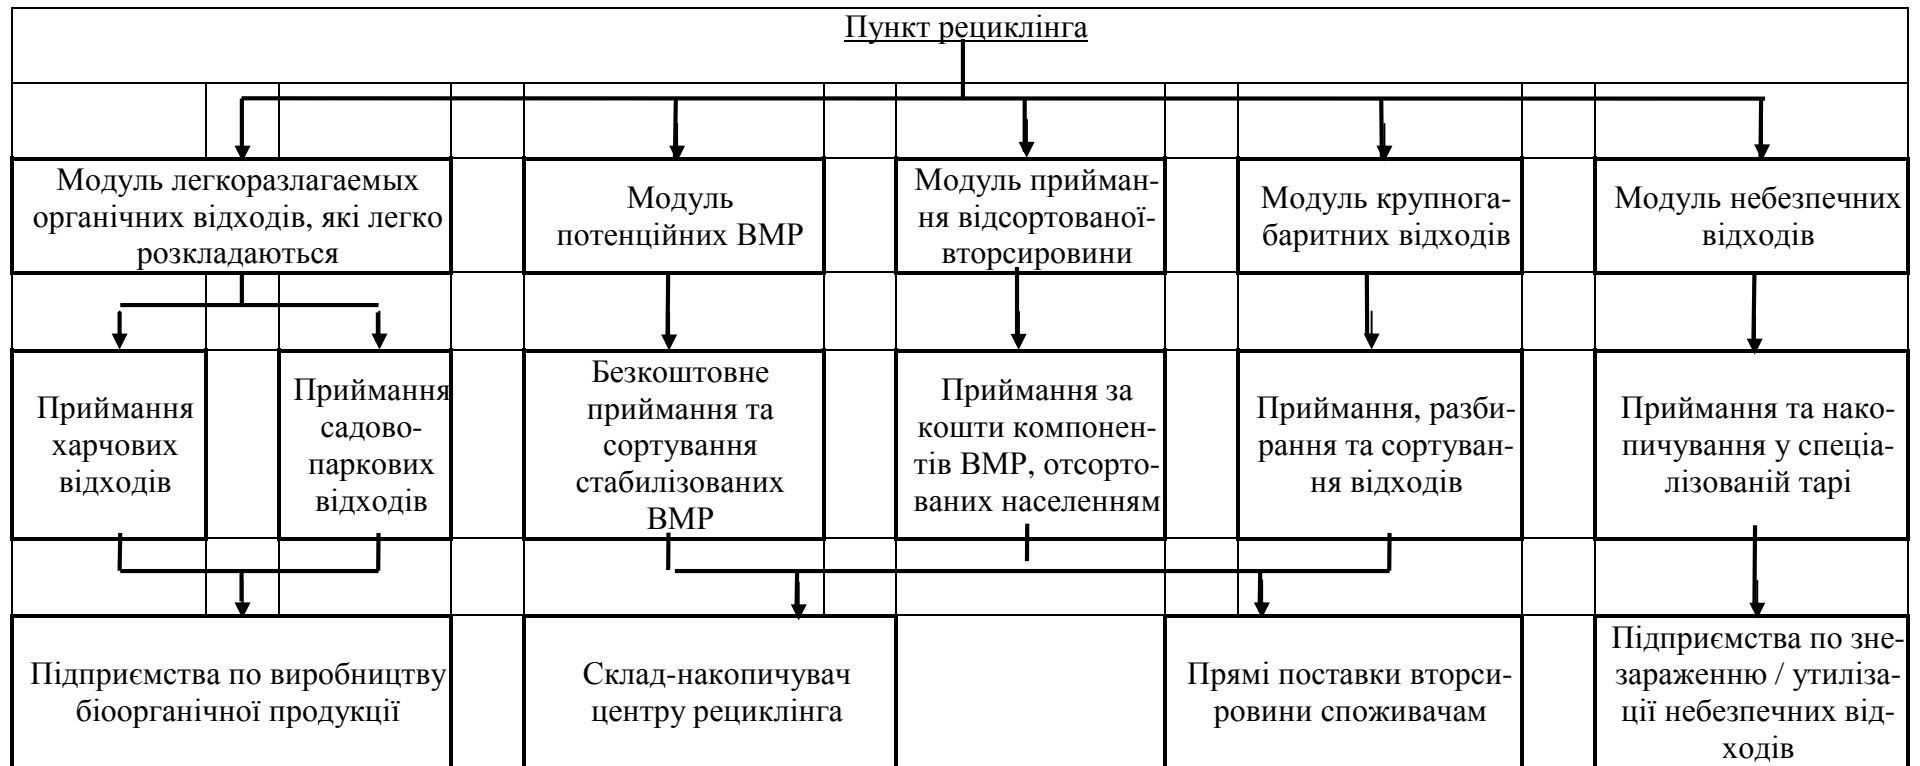 Пункт рециклінга
Модуль легкоразлагаемых
органічних відходів, які легко
розкладаються
Модуль
потенційних ВМР
Модульприйман-
ня відсортованої-
вторсировини
Модуль крупнога-
баритних відходів
Модуль небезпечних
відходів
Приймання
харчових
відходів
Приймання
садово-
паркових
відходів
Безкоштовне
приймання та
сортування
стабилізованих
ВМР
Приймання за
кошти компонен-
тів ВМР, отсорто-
ваних населенням
Приймання, разби-
рання та сортуван-
ня відходів
Приймання та нако-
пичування у спеціа-
лізованій тарі
Підприємства по виробництву
біоорганічної продукції
Склад-накопичувач
центру рециклінга
Прямі поставки вторси-
ровини споживачам
Підприємства по зне-
зараженню / утиліза-
ції небезпечних від-
ходів